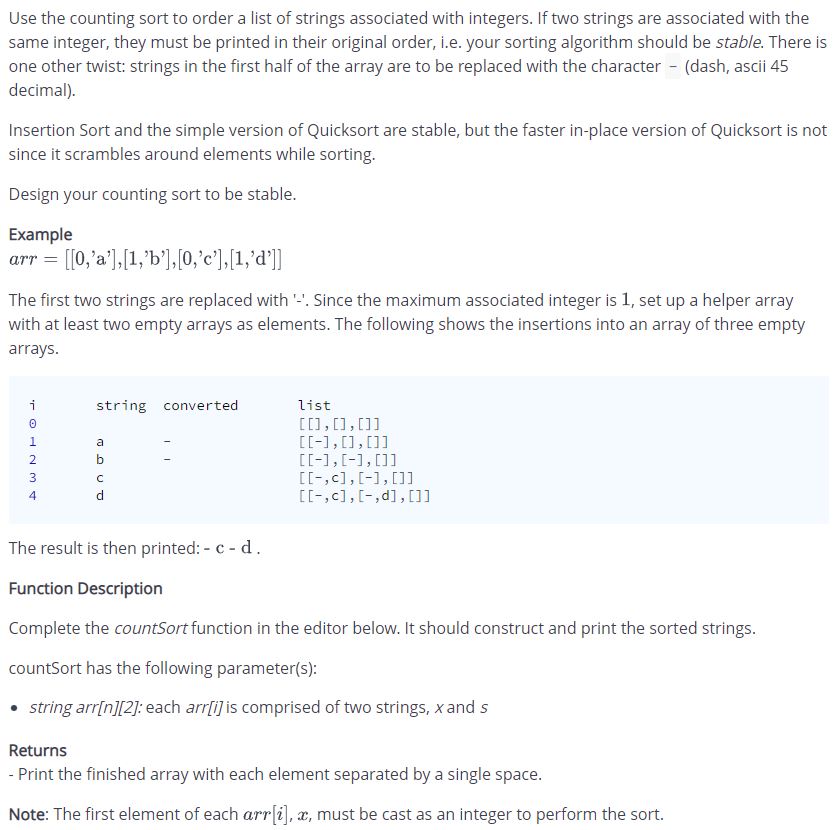 Use the counting sort to order a list of strings associated with integers. If two strings are associated with the
same integer, they must be printed in their original order, i.e. your sorting algorithm should be stable. There is
one other twist: strings in the first half of the array are to be replaced with the character - (dash, ascii 45
decimal).
Insertion Sort and the simple version of Quicksort are stable, but the faster in-place version of Quicksort is not
since it scrambles around elements while sorting.
Design your counting sort to be stable.
Example
arr = [[0,'a'],[1,'b'],[0,'c'],[1,'d']]
The first two strings are replaced with '-'. Since the maximum associated integer is 1, set up a helper array
with at least two empty arrays as elements. The following shows the insertions into an array of three empty
arrays.
i string converted list
0 [[],[],[]]
1 a - [[-],[],[]]
2 b - [[-],[-],[]]
3 c [[-,c],[-],[]]
4 d [[-,c],[-,d],[]]
The result is then printed: - c - d .
Function Description
Complete the countSort function in the editor below. It should construct and print the sorted strings.
countSort has the following parameter(s):
• string arr[n][2]: each arr[i] is comprised of two strings, x and s
Returns
- Print the finished array with each element separated by a single space.
Note: The first element of each arr[i], x, must be cast as an integer to perform the sort.